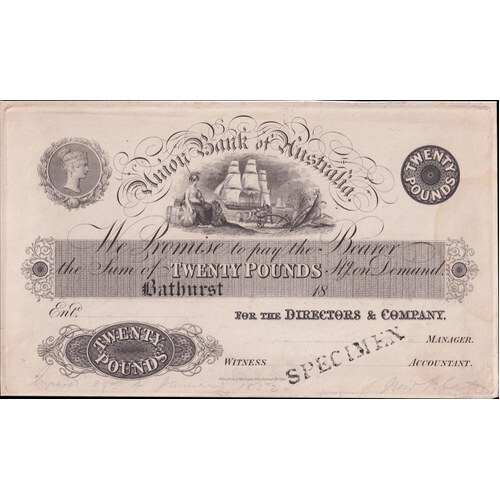 Union Bank of Australia.
TWENTY POUNDS
We Promise to pay the Bearer
the Sum of TWENTY POUNDS Stg. on Demand.
Bathurst 18
Entd.
FOR THE DIRECTORS & COMPANY.
MANAGER.
TWENTY POUNDS
WITNESS
ACCOUNTANT.
SPECIMEN